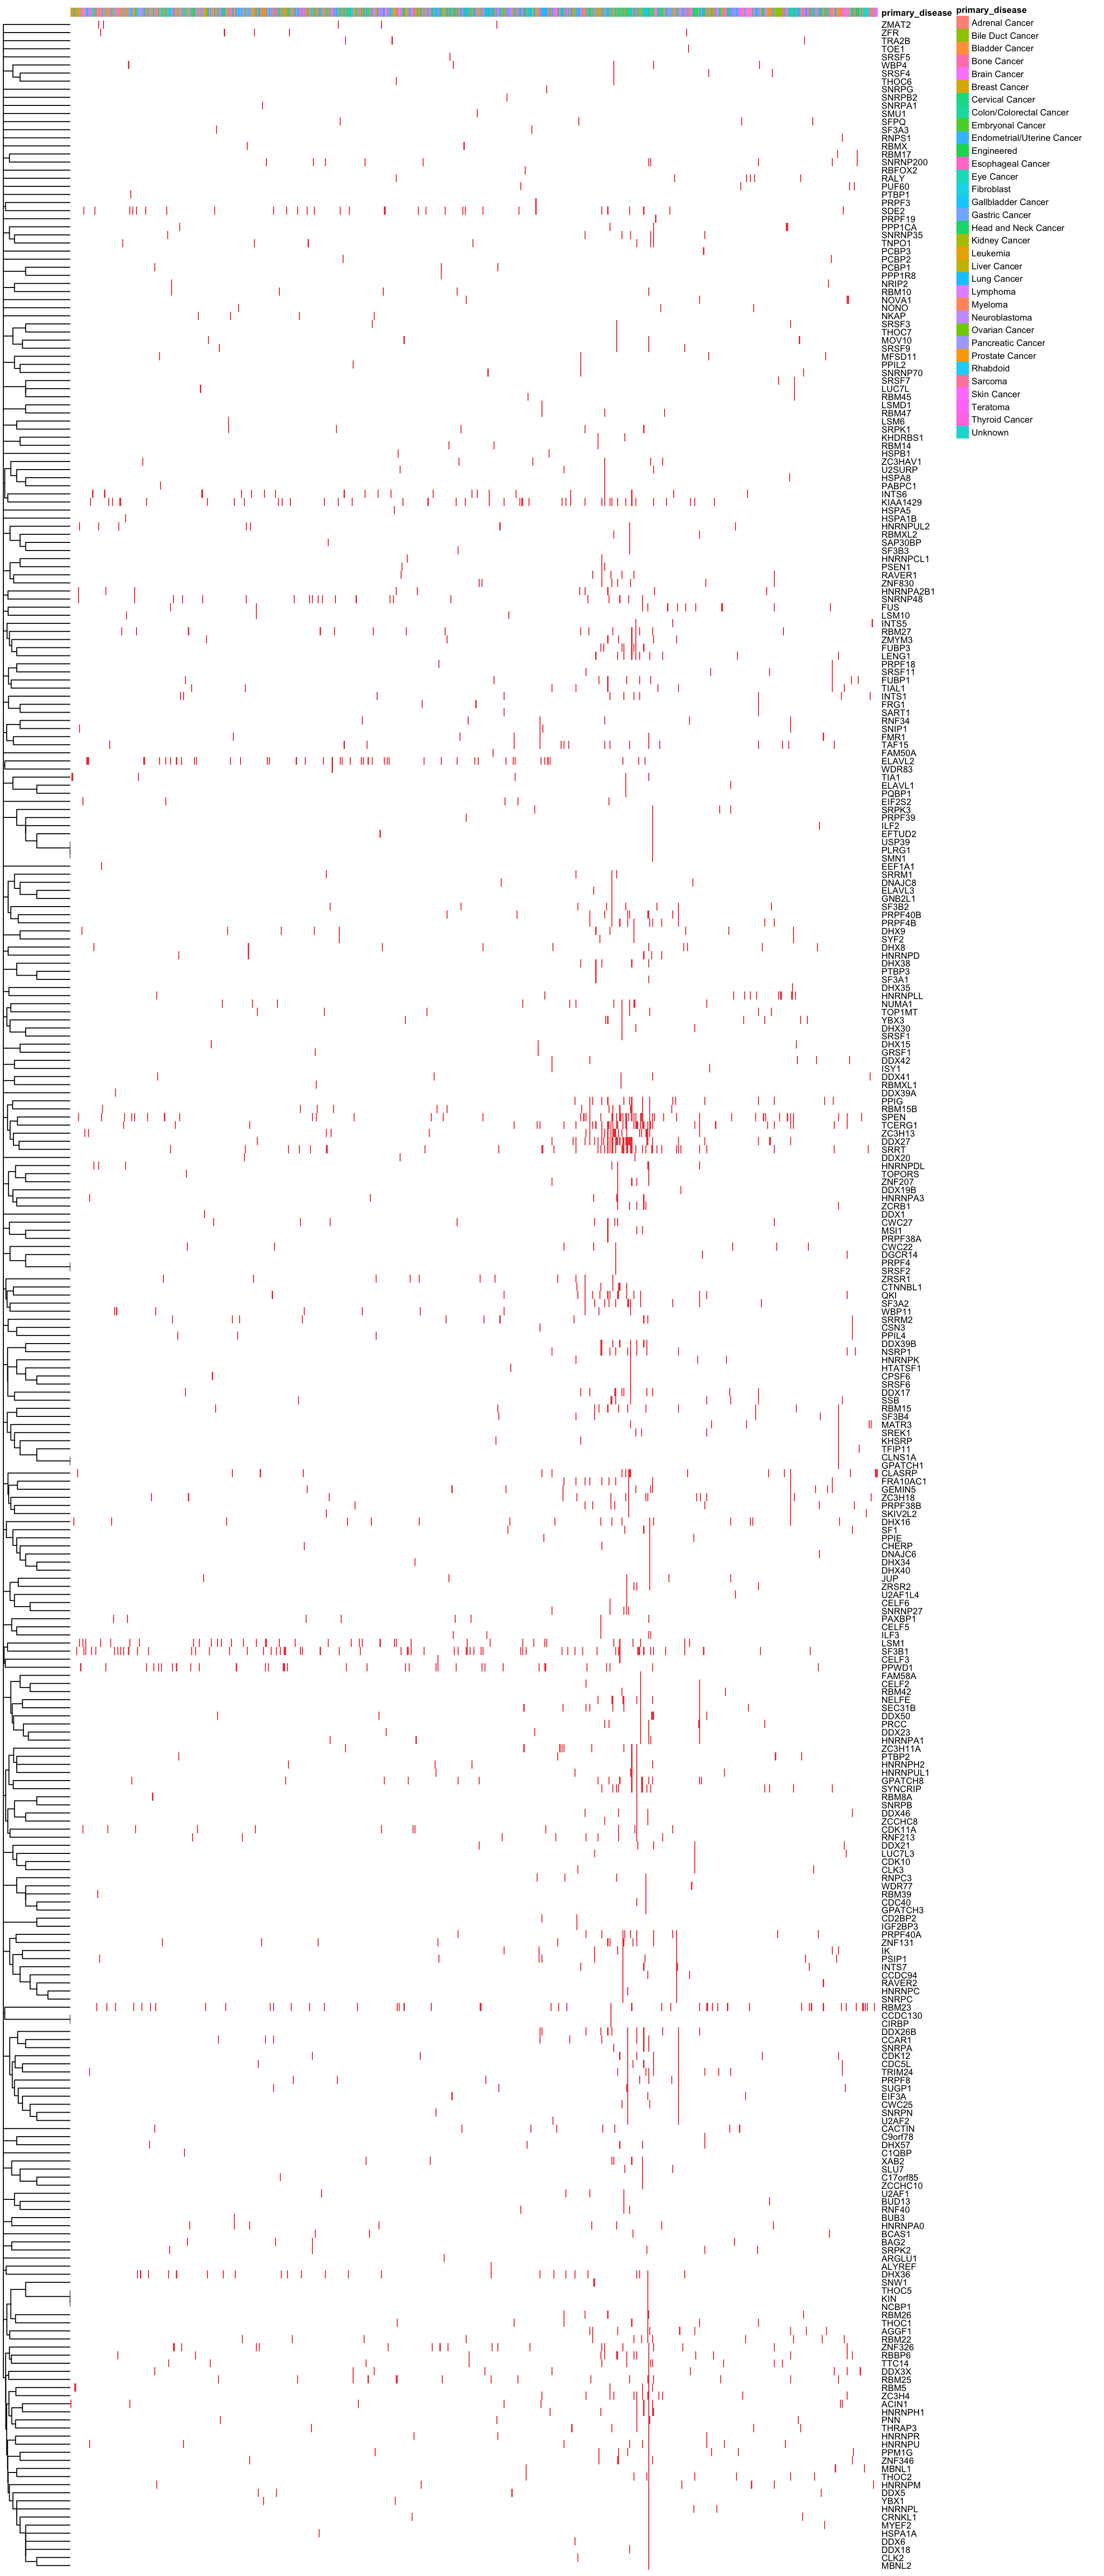 primary_disease
primary_disease
Adrenal Cancer
Bile Duct Cancer
Bladder Cancer
Bone Cancer
Brain Cancer
Breast Cancer
Cervical Cancer
Colon/Colorectal Cancer
Embryonal Cancer
Endometrial/Uterine Cancer
Engineered
Esophageal Cancer
Eye Cancer
Fibroblast
Gallbladder Cancer
Gastric Cancer
Head and Neck Cancer
Kidney Cancer
Leukemia
Liver Cancer
Lung Cancer
Lymphoma
Myeloma
Neuroblastoma
Ovarian Cancer
Pancreatic Cancer
Prostate Cancer
Rhabdoid
Sarcoma
Skin Cancer
Teratoma
Thyroid Cancer
Unknown
ZMAT2
ZFR
TRA2B
TOE1
SRSF5
WBP4
SRSF4
THOC6
SNRPG
SNRPB2
SNRPA1
SMU1
SFPQ
SF3A3
RNPS1
RBMX
RBM17
SNRNP200
RBFOX2
RALY
PUF60
PTBP1
PRPF3
SDE2
PRPF19
PPP1CA
SNRNP35
TNPO1
PCBP3
PCBP2
PCBP1
PPP1R8
NRIP2
RBM10
NOVA1
NONO
NKAP
SRSF3
THOC7
MOV10
SRSF9
MFSD11
PPIL2
SNRNP70
SRSF7
LUC7L
RBM45
LSMD1
RBM47
LSM6
SRPK1
KHDRBS1
RBM14
HSPB1
ZC3HAV1
U2SURP
HSPA8
PABPC1
INTS6
KIAA1429
HSPA5
HSPA1B
HNRNPUL2
RBMXL2
SAP30BP
SF3B3
HNRNPCL1
PSEN1
RAVER1
ZNF830
HNRNPA2B1
SNRNP48
FUS
LSM10
INTS5
RBM27
ZMYM3
FUBP3
LENG1
PRPF18
SRSF11
FUBP1
TIAL1
INTS1
FRG1
SART1
RNF34
SNIP1
FMR1
TAF15
FAM50A
ELAVL2
WDR83
TIA1
ELAVL1
PQBP1
EIF2S2
SRPK3
PRPF39
ILF2
EFTUD2
USP39
PLRG1
SMN1
EEF1A1
SRRM1
DNAJC8
ELAVL3
GNB2L1
SF3B2
PRPF40B
PRPF4B
DHX9
SYF2
DHX8
HNRNPD
DHX38
PTBP3
SF3A1
DHX35
HNRNPLL
NUMA1
TOP1MT
YBX3
DHX30
SRSF1
DHX15
GRSF1
DDX42
ISY1
DDX41
RBMXL1
DDX39A
PPIG
RBM15B
SPEN
TCERG1
ZC3H13
DDX27
SRRT
DDX20
HNRNPDL
TOPORS
ZNF207
DDX19B
HNRNPA3
ZCRB1
DDX1
CWC27
MSI1
PRPF38A
CWC22
DGCR14
PRPF4
SRSF2
ZRSR1
CTNNBL1
QKI
SF3A2
WBP11
SRRM2
CSN3
PPIL4
DDX39B
NSRP1
HNRNPK
HTATSF1
CPSF6
SRSF6
DDX17
SSB
RBM15
SF3B4
MATR3
SREK1
KHSRP
TFIP11
CLNS1A
GPATCH1
CLASRP
FRA10AC1
GEMIN5
ZC3H18
PRPF38B
SKIV2L2
DHX16
SF1
PPIE
CHERP
DNAJC6
DHX34
DHX40
JUP
ZRSR2
U2AF1L4
CELF6
SNRNP27
PAXBP1
CELF5
ILF3
LSM1
SF3B1
CELF3
PPWD1
FAM58A
CELF2
RBM42
NELFE
SEC31B
DDX50
PRCC
DDX23
HNRNPA1
ZC3H11A
PTBP2
HNRNPH2
HNRNPUL1
GPATCH8
SYNCRIP
RBM8A
SNRPB
DDX46
ZCCHC8
CDK11A
RNF213
DDX21
LUC7L3
CDK10
CLK3
RNPC3
WDR77
RBM39
CDC40
GPATCH3
CD2BP2
IGF2BP3
PRPF40A
ZNF131
IK
PSIP1
INTS7
CCDC94
RAVER2
HNRNPC
SNRPC
RBM23
CCDC130
CIRBP
DDX26B
CCAR1
SNRPA
CDK12
CDC5L
TRIM24
PRPF8
SUGP1
EIF3A
CWC25
SNRPN
U2AF2
CACTIN
C9orf78
DHX57
C1QBP
XAB2
SLU7
C17orf85
ZCCHC10
U2AF1
BUD13
RNF40
BUB3
HNRNPA0
BCAS1
BAG2
SRPK2
ARGLU1
ALYREF
DHX36
SNW1
THOC5
KIN
NCBP1
RBM26
THOC1
AGGF1
RBM22
ZNF326
RBBP6
TTC14
DDX3X
RBM25
RBM5
ZC3H4
ACIN1
HNRNPH1
PNN
THRAP3
HNRNPR
HNRNPU
PPM1G
ZNF346
MBNL1
THOC2
HNRNPM
DDX5
YBX1
HNRNPL
CRNKL1
MYEF2
HSPA1A
DDX6
DDX18
CLK2
MBNL2